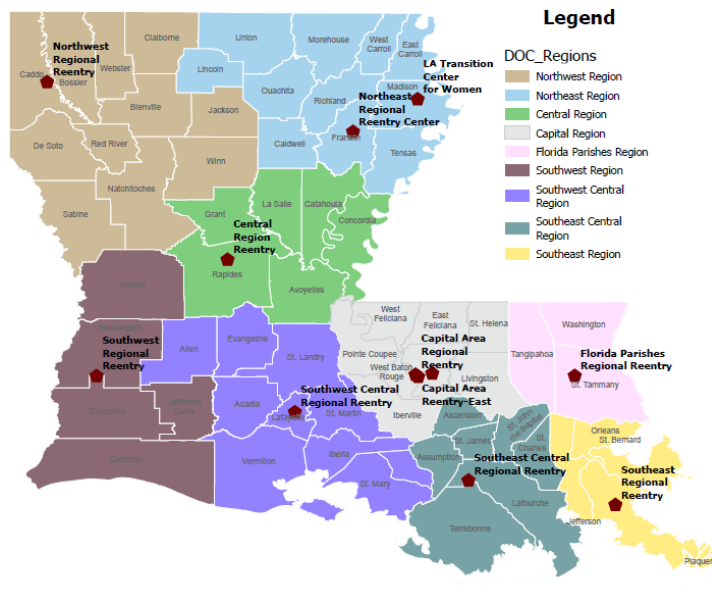 Legend
DOC_Regions
Northwest Region
Northeast Region
Central Region
Capital Region
Florida Parishes Region
Southwest Region
Southwest Central
Region
Southeast Central
Region
Southeast Region
Claiborne
Union
Morehouse
West
Carroll
East
Carroll
Northwest
Regional
Reentry
Caddo
Bossier
Webster
Lincoln
LA Transition
Center
for Women
Ouachita
Richland
Madison
Northeast
Regional
Reentry Center
Bienville
Jackson
Franklin
De Soto
Red River
Caldwell
Tensas
Winn
Natchitoches
Sabine
Grant
La Salle
Catahoula
Concordia
Central
Region
Reentry
Rapides
Vernon
Avoyelles
West
Feliciana
East
Feliciana
St. Helena
Washington
Beauregard
Allen
Evangeline
St. Landry
Pointe Coupee
Southwest
Regional
Reentry
Capital Area
Regional
Reentry
Tangipahoa
Florida Parishes
Regional Reentry
West Baton
Rouge
Livingston
St. Tammany
Capital Area
Reentry-East
Southwest Central
Regional Reentry
Calcasieu
Jefferson
Davis
Acadia
Lafayette
St. Martin
Iberville
Ascension
St. John
the Baptist
Orleans
St. Bernard
St. James
St.
Charles
Assumption
Southeast Central
Regional Reentry
Cameron
Vermillion
Iberia
St. Mary
Southeast
Regional
Reentry
Lafourche
Jefferson
Terrebonne
Plaquer